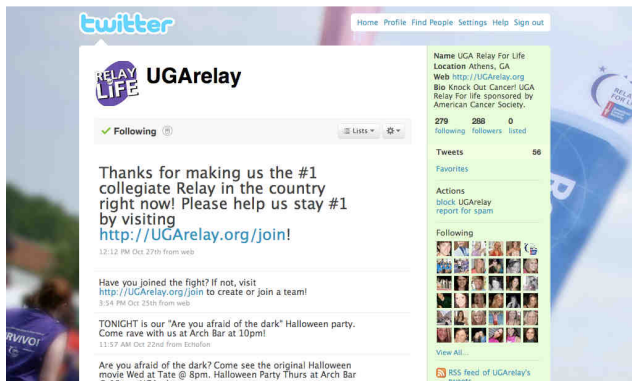 twitter
Home Profile Find People Settings Help Sign out
RELAY
FOR
LIFE
UGArelay
Following
Lists
Thanks for making us the #1
collegiate Relay in the country
right now! Please help us stay #1
by visiting
http://UGArelay.org/join!
12:12 PM Oct 27th from web
Have you joined the fight? If not, visit
http://UGArelay.org/join to create or join a team!
3:54 PM Oct 25th from web
TONIGHT is our "Are you afraid of the dark" Halloween party.
Come rave with us at Arch Bar at 10pm!
11:57 AM Oct 22nd from Echofon
Are you afraid of the dark? Come see the original Halloween
movie Wed at Tate @ 8pm. Halloween Party Thurs at Arch Bar
Name UGA Relay For Life
Location Athens, GA
Web http://UGArelay.org
Bio Knock Out Cancer! UGA
Relay For life sponsored by
American Cancer Society.
279 288 0
following followers listed
Tweets 56
Favorites
Actions
block UGArelay
report for spam
Following
View All...
RSS feed of UGArelay's